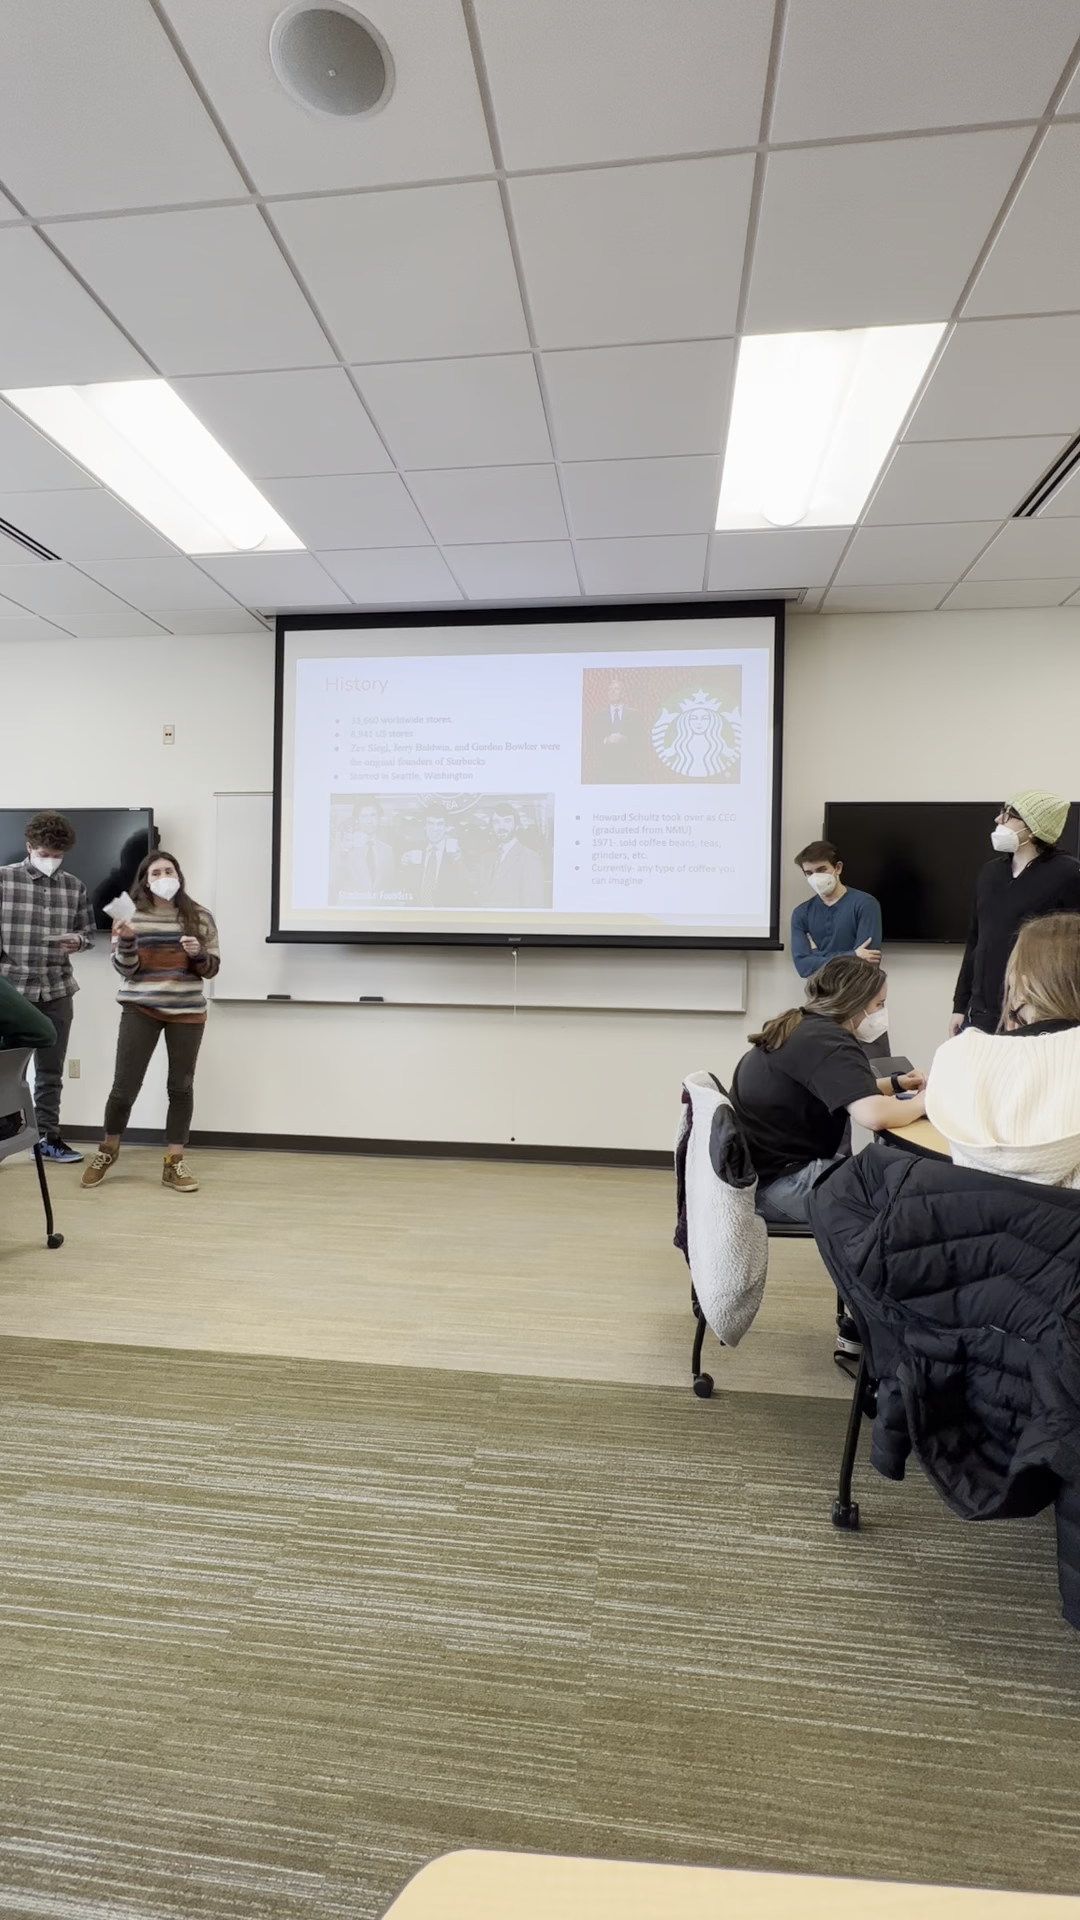 History
worldwide stores
US stores
Zev Siegl, Jerry Baldwin, and Gordon Bowker were
the original founders of Starbucks
Started in Seattle, Washington
Starbucks Founders
Howard Schultz took over as CEO
(graduated from NMU)
1971- sold coffee beans, teas,
grinders, etc.
Currently- any type of coffee you
can imagine